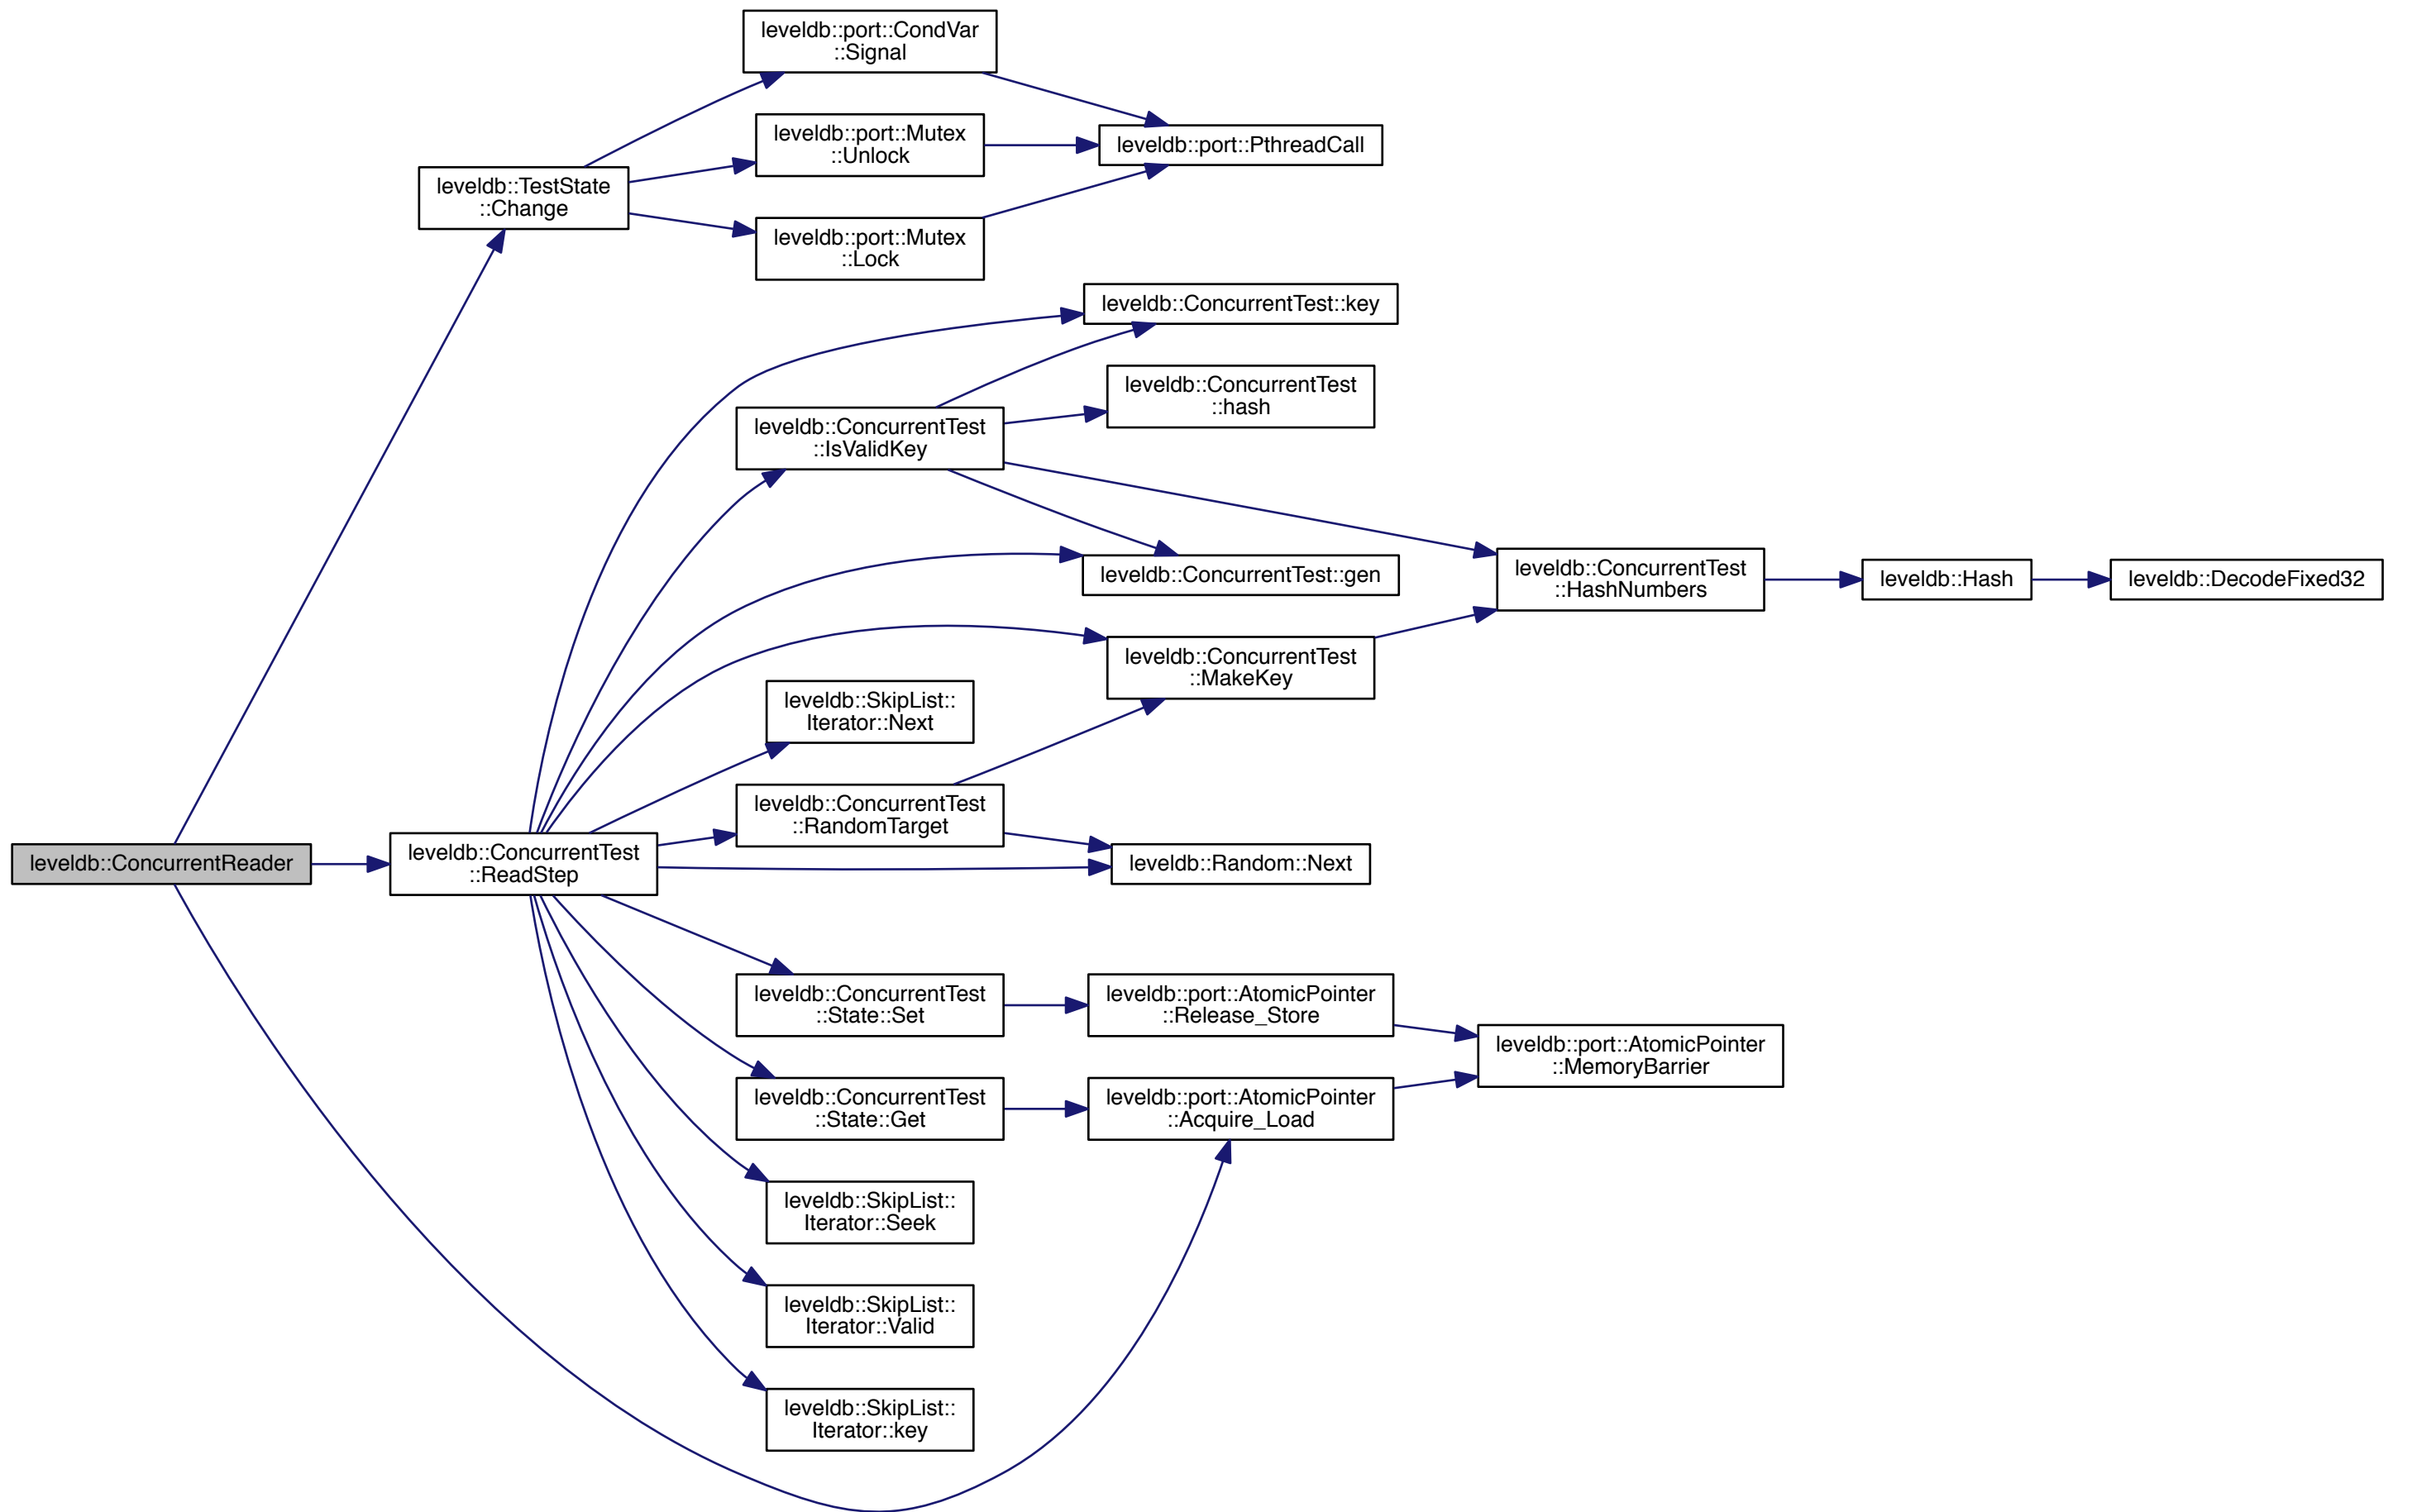 leveldb::port::CondVar
::Signal
leveldb::port::Mutex
::Unlock
leveldb::port::PthreadCall
leveldb::TestState
::Change
leveldb::port::Mutex
::Lock
leveldb::ConcurrentTest::key
leveldb::ConcurrentTest
::hash
leveldb::ConcurrentTest
::IsValidKey
leveldb::ConcurrentTest::gen
leveldb::ConcurrentTest
::HashNumbers
leveldb::Hash
leveldb::DecodeFixed32
leveldb::ConcurrentTest
::MakeKey
leveldb::SkipList::
Iterator::Next
leveldb::ConcurrentTest
::RandomTarget
leveldb::ConcurrentReader
leveldb::ConcurrentTest
::ReadStep
leveldb::Random::Next
leveldb::ConcurrentTest
::State::Set
leveldb::port::AtomicPointer
::Release_Store
leveldb::port::AtomicPointer
::MemoryBarrier
leveldb::ConcurrentTest
::State::Get
leveldb::port::AtomicPointer
::Acquire_Load
leveldb::SkipList::
Iterator::Seek
leveldb::SkipList::
Iterator::Valid
leveldb::SkipList::
Iterator::key